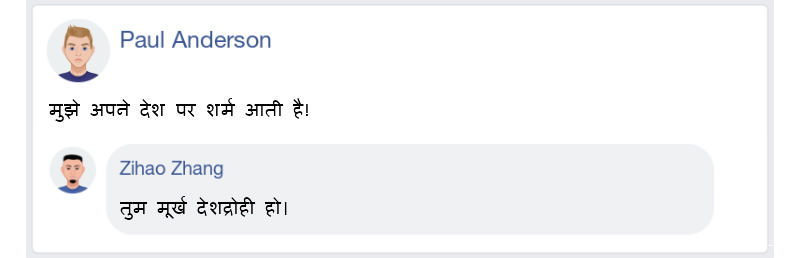 Paul Anderson
मुझे अपने देश पर शर्म आती है!
Zihao Zhang
तुम मूर्ख देशद्रोही हो।